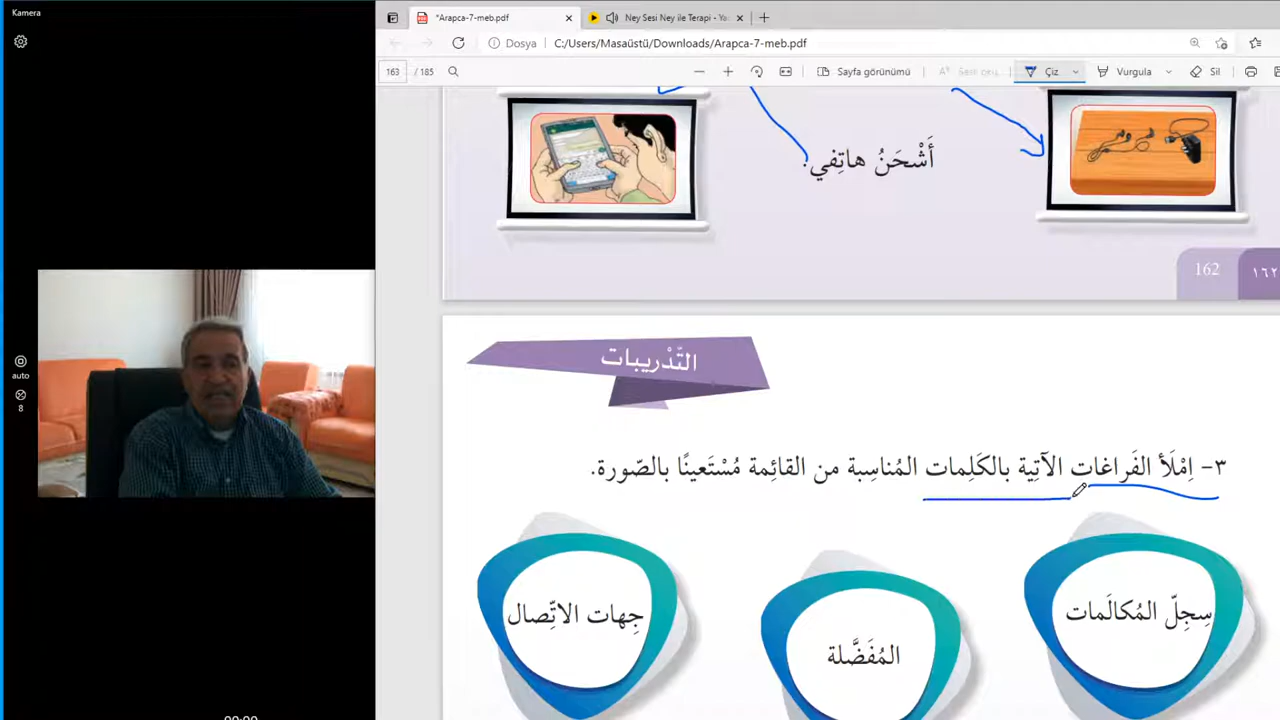 Kamera
*Arapca-7-meb.pdf
Ney Sesi Ney ile Terapi - Yo
Dosya
C:/Users/Masaüstü/Downloads/Arapca-7-meb.pdf
163 / 185
Sayfa görünümü
Çiz
Vurgula
Sil
أَشْحَنُ هاتِفي.
162
١٦٢
auto
8
التّدْريبات
٣- اِمْلَأ الفَراغات الآتِية بالكَلِمات المُناسِبة من القائِمة مُسْتَعينًا بالصّورة.
سِجِلّ المُكالَمات
المُفَضَّلة
جِهات الاتِّصال